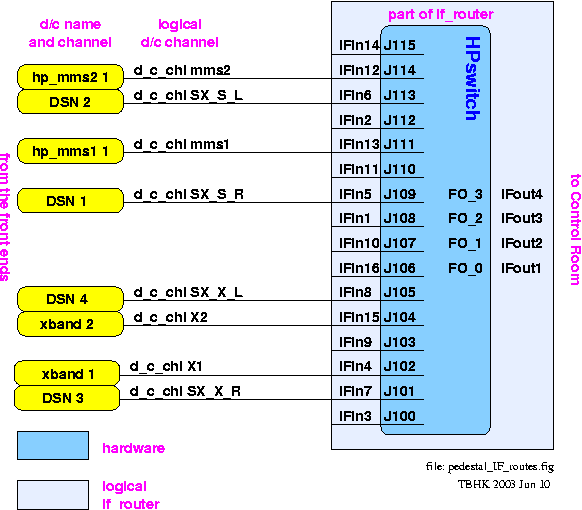 d/c name
and channel
logical
d/c channel
part of if_router
HPswitch
from the front ends
to Control Room
IFIn14 J115
hp_mms2 1 d_c_chl mms2 IFIn12 J114
DSN 2 d_c_chl SX_S_L IFIn6 J113
IFIn2 J112
hp_mms1 1 d_c_chl mms1 IFIn13 J111
IFIn11 J110
DSN 1 d_c_chl SX_S_R IFIn5 J109 FO_3 IFout4
IFIn1 J108 FO_2 IFout3
IFIn10 J107 FO_1 IFout2
IFIn16 J106 FO_0 IFout1
DSN 4 d_c_chl SX_X_L IFIn8 J105
xband 2 d_c_chl X2 IFIn15 J104
IFIn9 J103
xband 1 d_c_chl X1 IFIn4 J102
DSN 3 d_c_chl SX_X_R IFIn7 J101
IFIn3 J100
hardware
logical
if_router
file: pedestal_IF_routes.fig
TBHK 2003 Jun 10